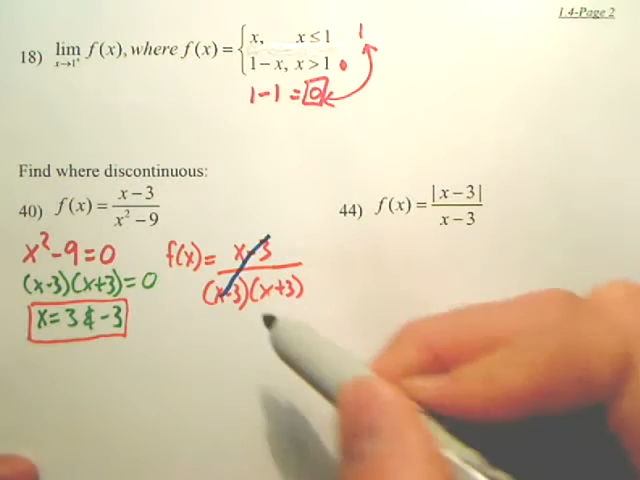 1.4-Page 2
18) lim x→1⁺ f(x), where f(x) = { x, x ≤ 1 1
1−x, x > 1
1−1 = 0
Find where discontinuous:
40) f(x) = (x−3)/(x²−9)
x²-9=0
(x-3)(x+3)=0
x=3 & -3
f(x)= x-3
(x-3)(x+3)
44) f(x) = |x−3|/(x−3)